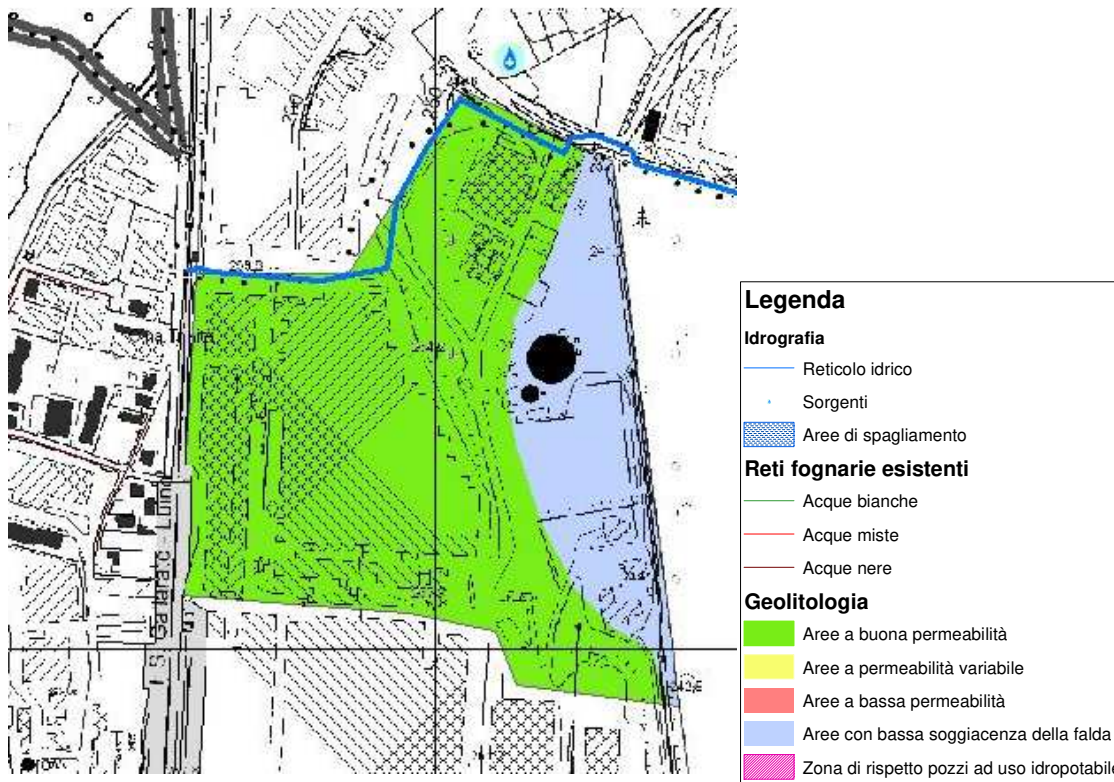 Legenda
Idrografia
Reticolo idrico
Sorgenti
Aree di spagliamento
Reti fognarie esistenti
Acque bianche
Acque miste
Acque nere
Geolitologia
Aree a buona permeabilità
Aree a permeabilità variabile
Aree a bassa permeabilità
Aree con bassa soggiacenza della falda
Zona di rispetto pozzi ad uso idropotabile